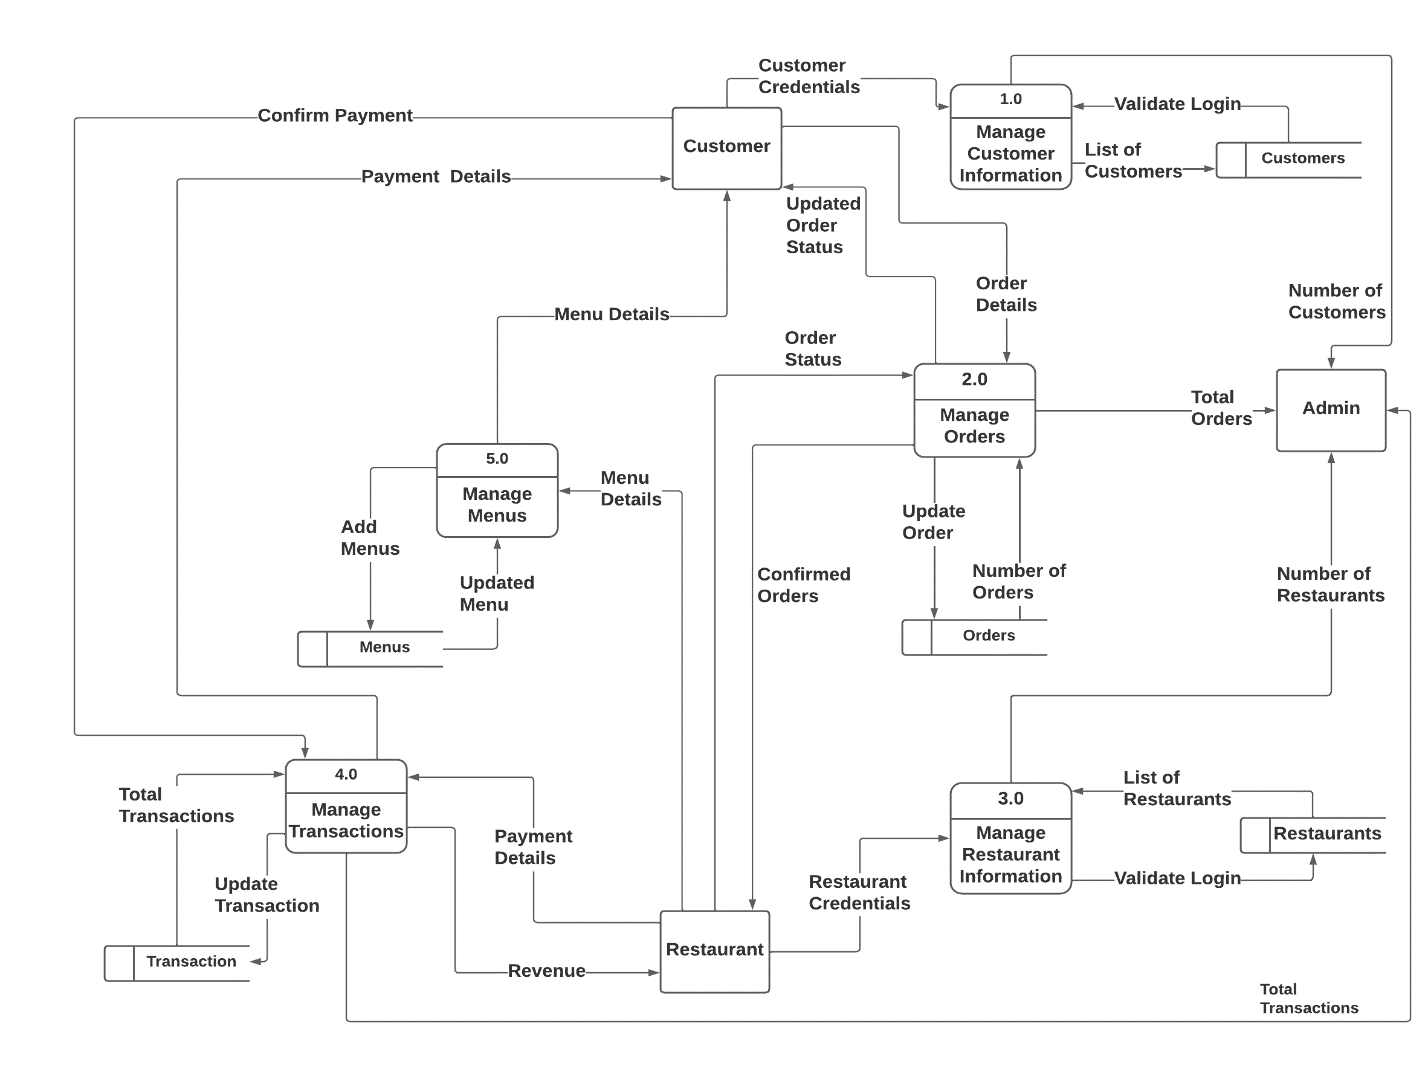 Customer
Credentials
1.0
Confirm Payment
Validate Login
Customer
Manage
Customer
Information
List of
Customers
Customers
Payment  Details
Updated
Order
Status
Order
Details
Number of
Customers
Menu Details
Order
Status
2.0
Total
Orders
Admin
Manage
Orders
5.0
Menu
Details
Manage
Menus
Add
Menus
Update
Order
Updated
Menu
Confirmed
Orders
Number of
Orders
Number of
Restaurants
Menus
Orders
4.0
List of
Restaurants
Total
Transactions
3.0
Manage
Transactions
Payment
Details
Manage
Restaurant
Information
Restaurants
Update
Transaction
Restaurant
Credentials
Validate Login
Transaction
Restaurant
Revenue
Total
Transactions